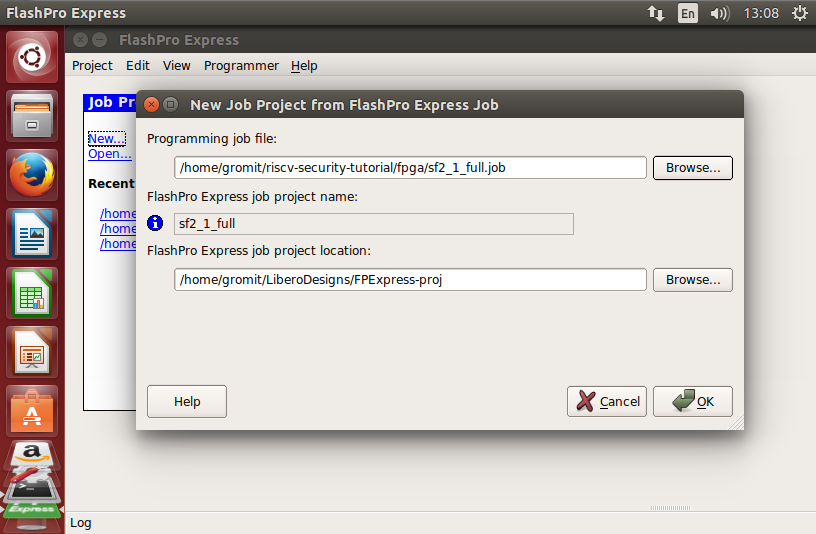 FlashPro Express
En
13:08
FlashPro Express
Project Edit View Programmer Help
Job Pr
New...
Open...
Recent
/home
/home
/home
New Job Project from FlashPro Express Job
Programming job file:
/home/gromit/riscv-security-tutorial/fpga/sf2_1_full.job
Browse...
FlashPro Express job project name:
sf2_1_full
FlashPro Express job project location:
/home/gromit/LiberoDesigns/FPExpress-proj
Browse...
Help
Cancel
OK
Express
Log